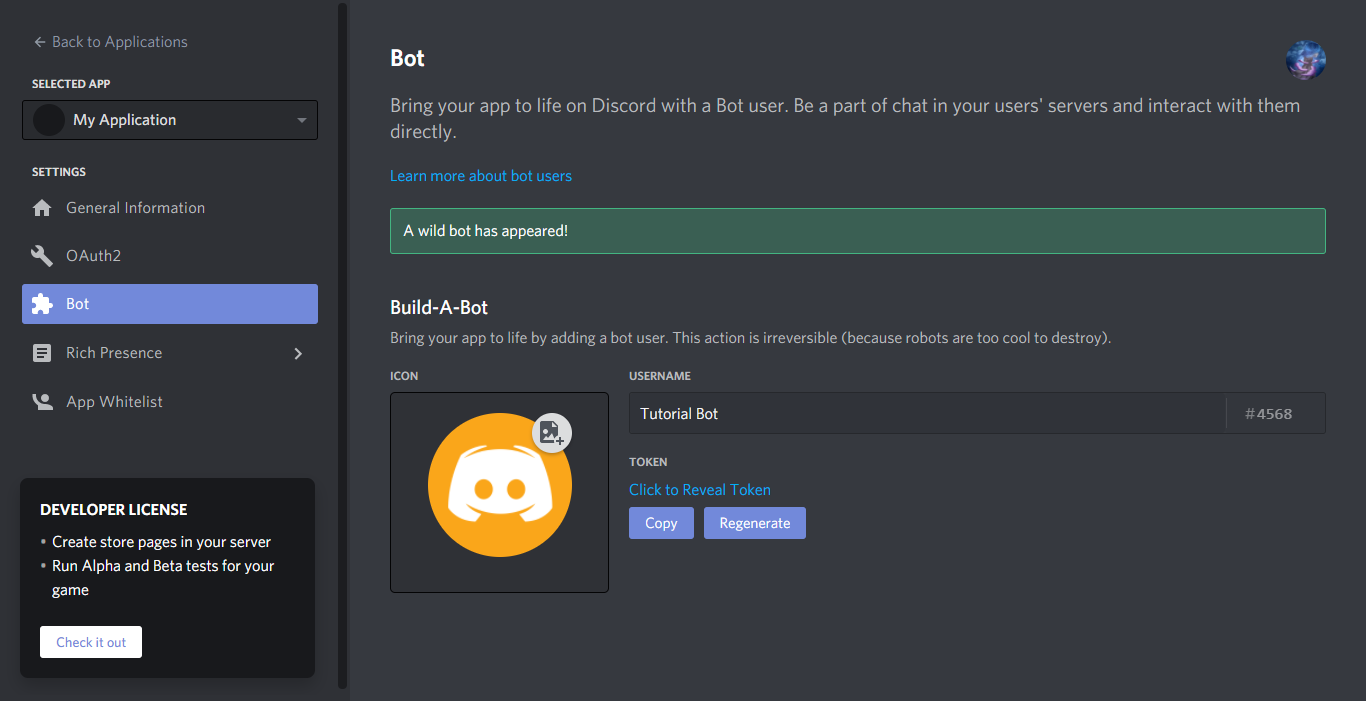 Back to Applications
SELECTED APP
My Application
SETTINGS
General Information
OAuth2
Bot
Rich Presence
App Whitelist
DEVELOPER LICENSE
• Create store pages in your server
• Run Alpha and Beta tests for your
game
Check it out
Bot
Bring your app to life on Discord with a Bot user. Be a part of chat in your users' servers and interact with them
directly.
Learn more about bot users
A wild bot has appeared!
Build-A-Bot
Bring your app to life by adding a bot user. This action is irreversible (because robots are too cool to destroy).
ICON
USERNAME
Tutorial Bot #4568
TOKEN
Click to Reveal Token
Copy Regenerate